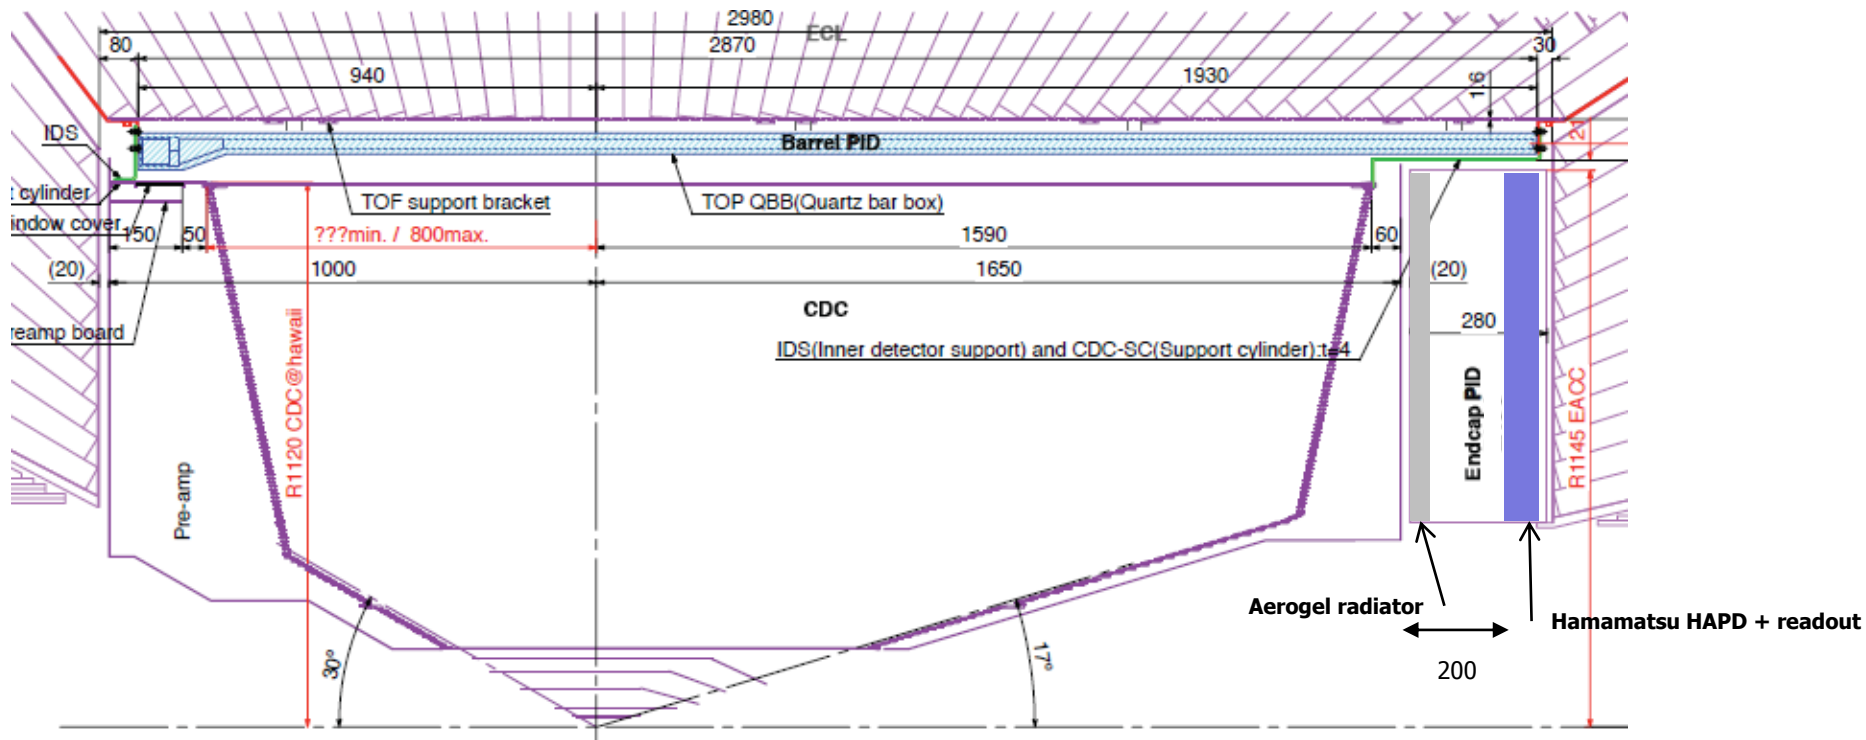 2980
ECL
80
2870
30
940
1930
1.6
IDS
Barrel PID
21
t cylinder
TOF support bracket
TOP QBB(Quartz bar box)
indow cover
150
50
???min. / 800max.
1590
60
(20)
1000
1650
(20)
CDC
reamp board
280
IDS(Inner detector support) and CDC-SC(Support cylinder):t=4
R1120 CDC@hawaii
Endcap PID
R1145 EACC
Pre-amp
Aerogel radiator
Hamamatsu HAPD + readout
30°
17°
200